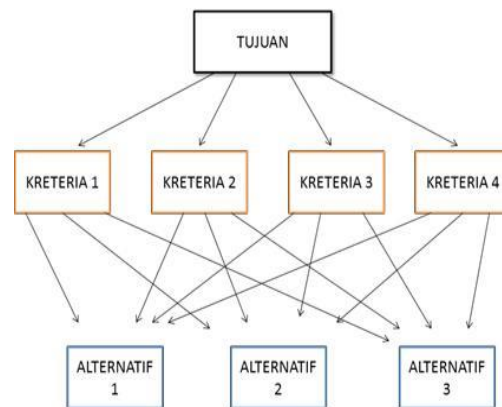 TUJUAN
KRETERIA 1
KRETERIA 2
KRETERIA 3
KRETERIA 4
ALTERNATIF
1
ALTERNATIF
2
ALTERNATIF
3